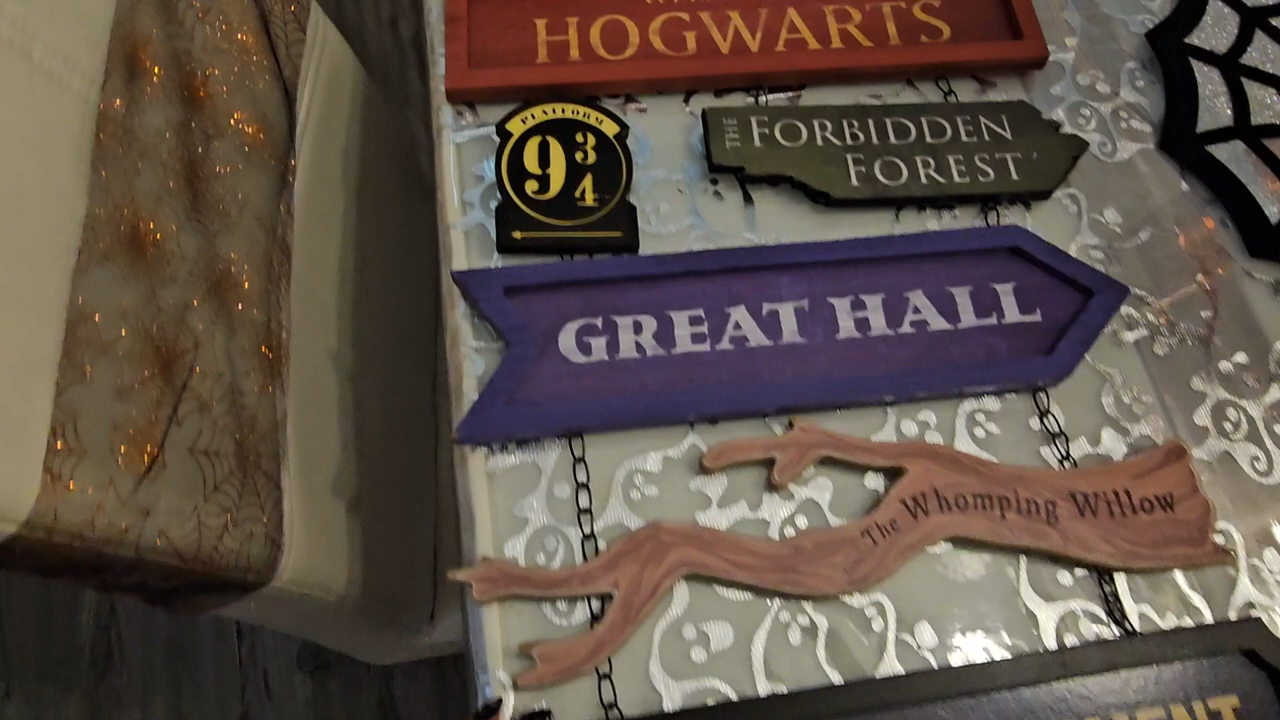 HOGWARTS
PLATFORM
9 3/4
THE FORBIDDEN
FOREST
GREAT HALL
The Whomping Willow